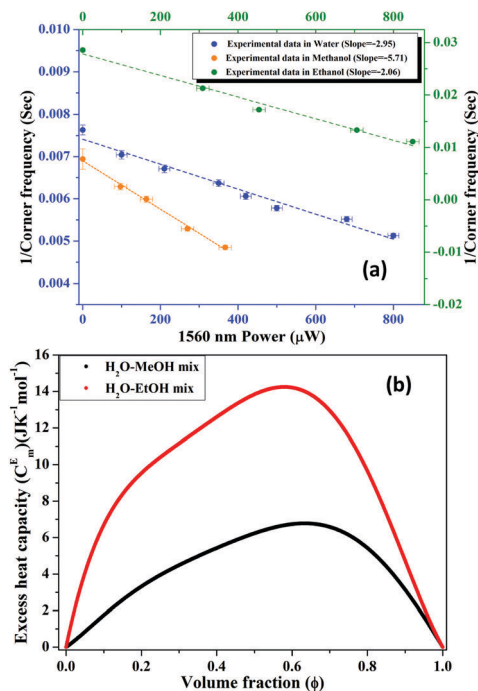 0 200 400 600 800
0.010
0.009
0.008
0.007
0.006
0.005
0.004
0.03
0.02
0.01
0.00
-0.01
-0.02
Experimental data in Water (Slope=-2.95)
Experimental data in Methanol (Slope=-5.71)
Experimental data in Ethanol (Slope=-2.06)
1/Corner frequency (Sec)
1/Corner frequency (Sec)
(a)
0 200 400 600 800
1560 nm Power (μW)
16
14
12
10
8
6
4
2
0
H₂O-MeOH mix
H₂O-EtOH mix
(b)
Excess heat capacity (Cᴱₘ)(JK⁻¹mol⁻¹)
0.0 0.2 0.4 0.6 0.8 1.0
Volume fraction (ϕ)